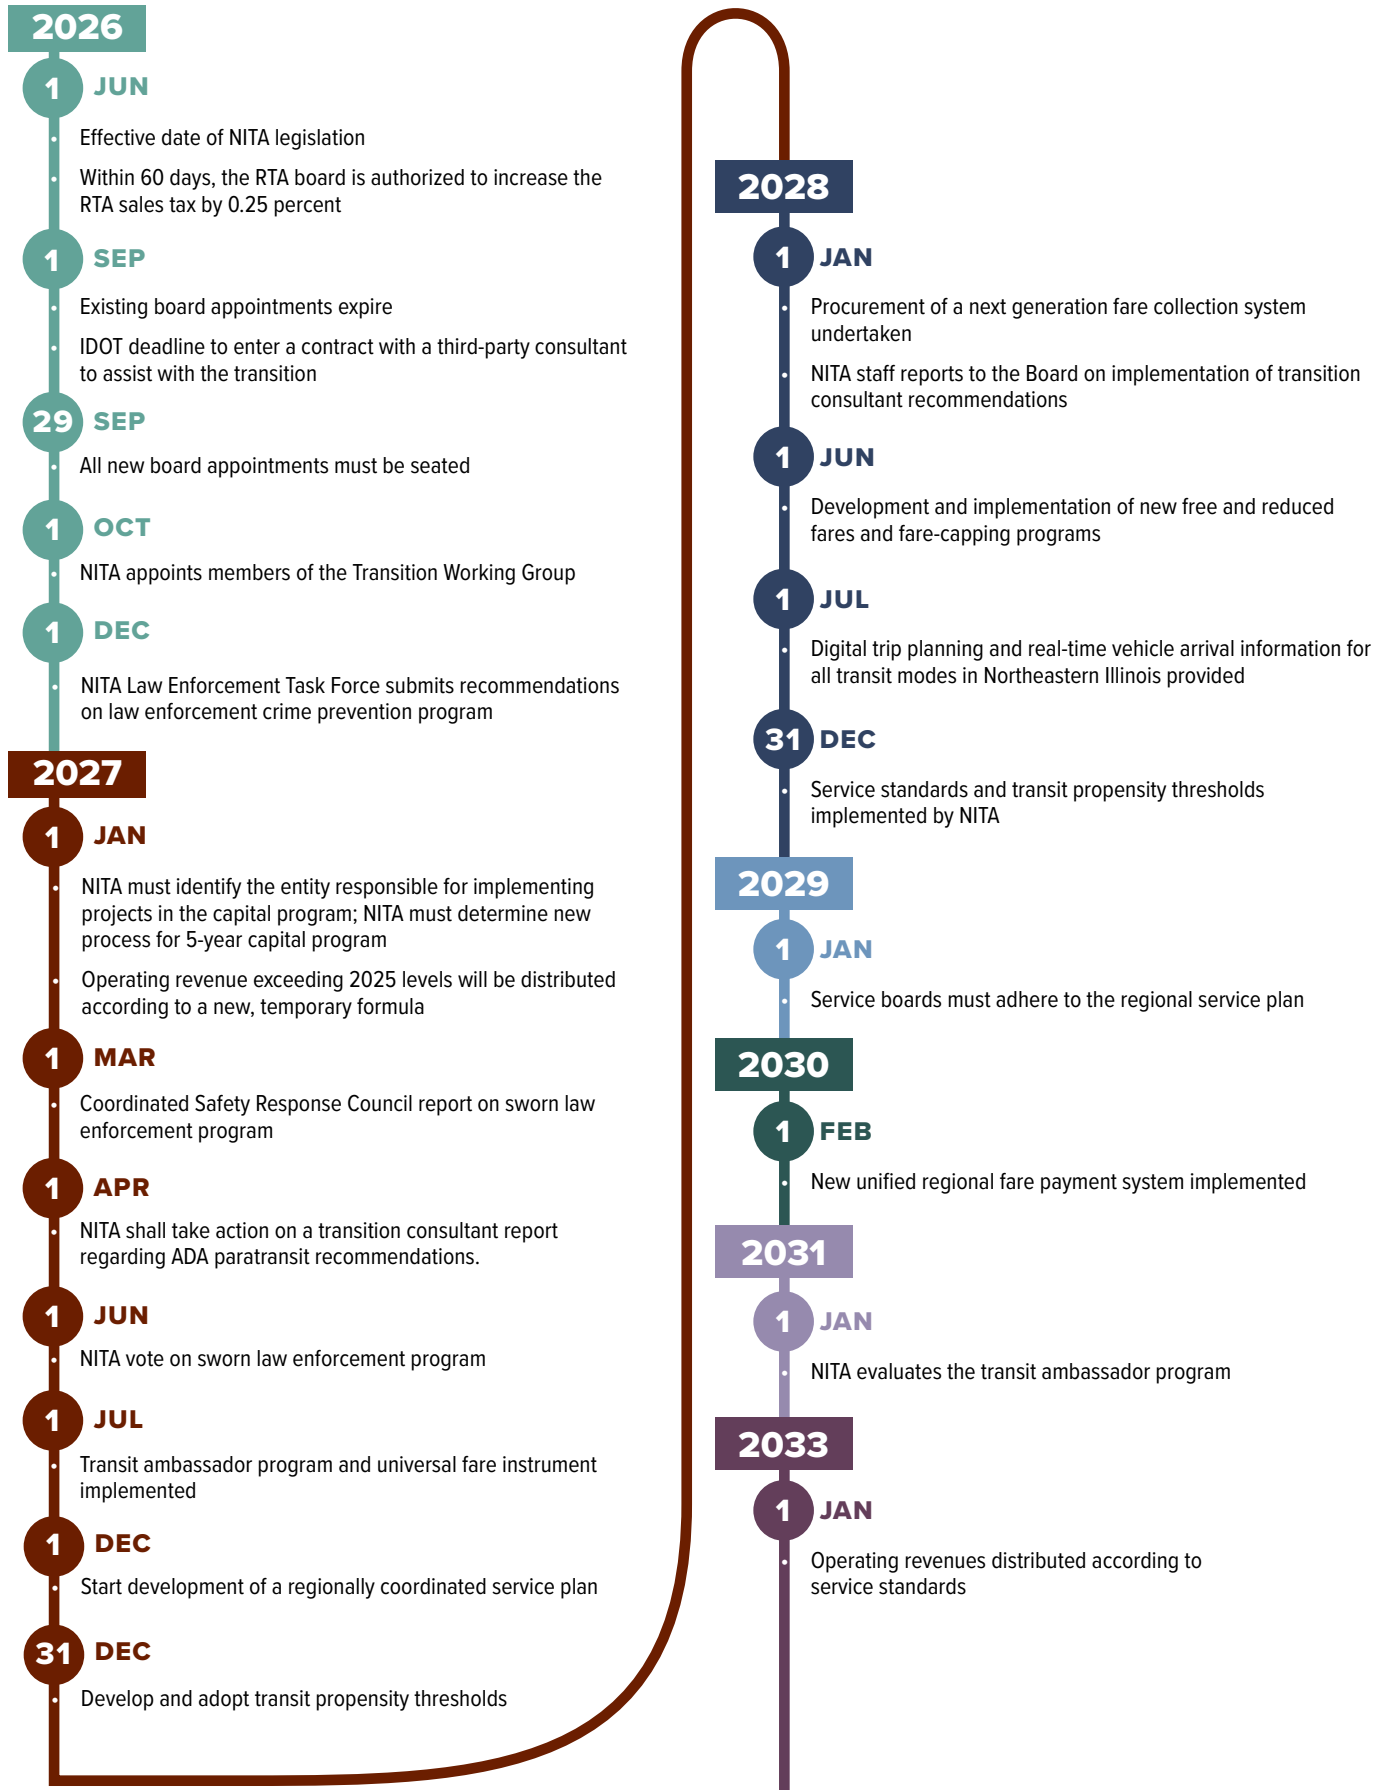 2026
1 JUN
Effective date of NITA legislation
Within 60 days, the RTA board is authorized to increase the
RTA sales tax by 0.25 percent
1 SEP
Existing board appointments expire
IDOT deadline to enter a contract with a third-party consultant
to assist with the transition
29 SEP
All new board appointments must be seated
1 OCT
NITA appoints members of the Transition Working Group
1 DEC
NITA Law Enforcement Task Force submits recommendations
on law enforcement crime prevention program
2027
1 JAN
NITA must identify the entity responsible for implementing
projects in the capital program; NITA must determine new
process for 5-year capital program
Operating revenue exceeding 2025 levels will be distributed
according to a new, temporary formula
1 MAR
Coordinated Safety Response Council report on sworn law
enforcement program
1 APR
NITA shall take action on a transition consultant report
regarding ADA paratransit recommendations.
1 JUN
NITA vote on sworn law enforcement program
1 JUL
Transit ambassador program and universal fare instrument
implemented
1 DEC
Start development of a regionally coordinated service plan
31 DEC
Develop and adopt transit propensity thresholds
2028
1 JAN
Procurement of a next generation fare collection system
undertaken
NITA staff reports to the Board on implementation of transition
consultant recommendations
1 JUN
Development and implementation of new free and reduced
fares and fare-capping programs
1 JUL
Digital trip planning and real-time vehicle arrival information for
all transit modes in Northeastern Illinois provided
31 DEC
Service standards and transit propensity thresholds
implemented by NITA
2029
1 JAN
Service boards must adhere to the regional service plan
2030
1 FEB
New unified regional fare payment system implemented
2031
1 JAN
NITA evaluates the transit ambassador program
2033
1 JAN
Operating revenues distributed according to
service standards